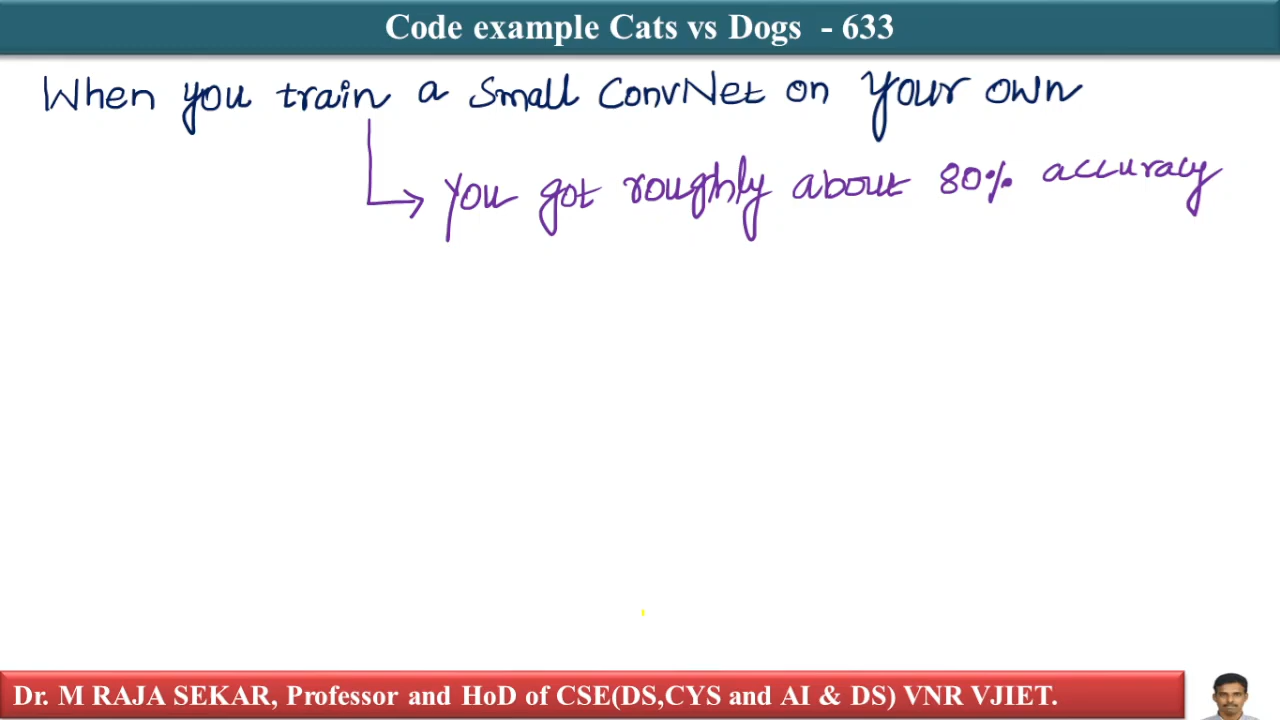 Code example Cats vs Dogs - 633
When you train a small ConvNet on your own
You got roughly about 80% accuracy
Dr. M RAJA SEKAR, Professor and HoD of CSE(DS,CYS and AI & DS) VNR VJIET.